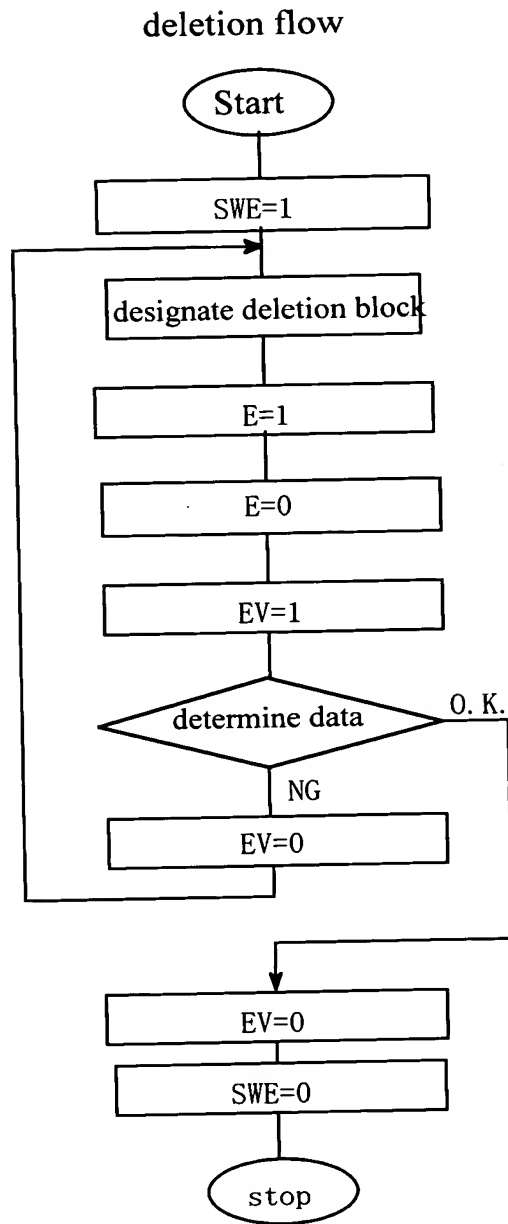 deletion flow
Start
SWE=1
designate deletion block
E=1
E=0
EV=1
determine data
O.K.
NG
EV=0
EV=0
SWE=0
stop